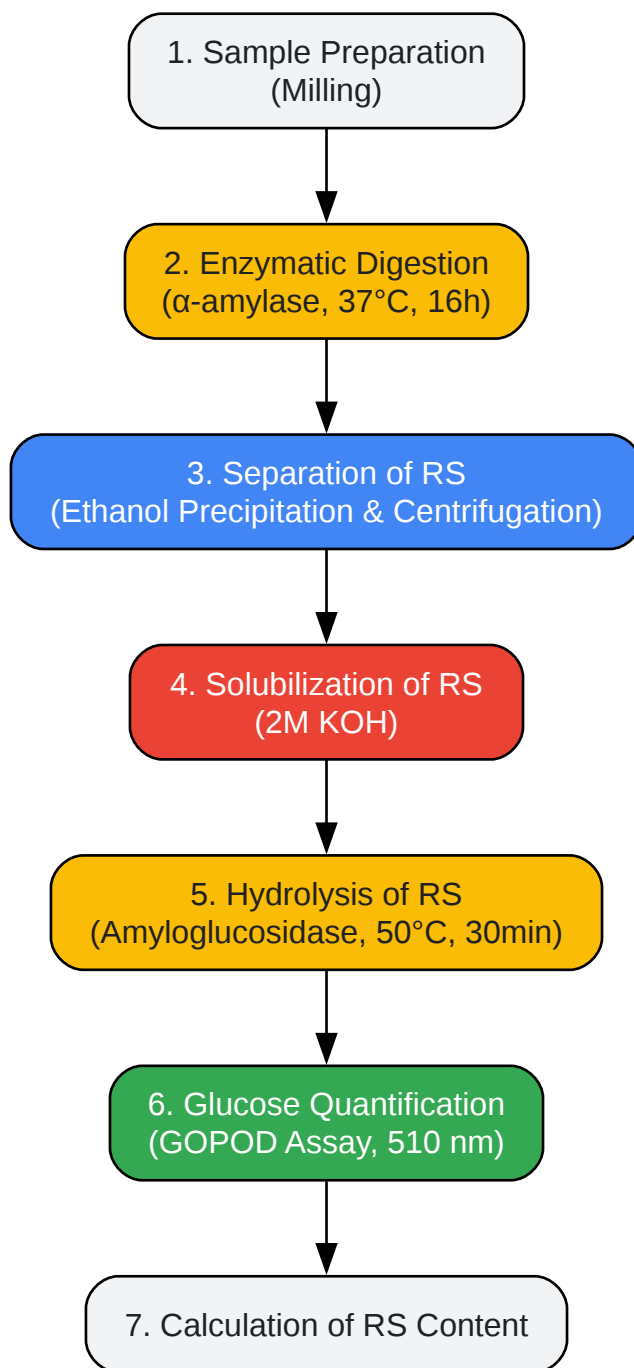 1. Sample Preparation
(Milling)
2. Enzymatic Digestion
(α-amylase, 37°C, 16h)
3. Separation of RS
(Ethanol Precipitation & Centrifugation)
4. Solubilization of RS
(2M KOH)
5. Hydrolysis of RS
(Amyloglucosidase, 50°C, 30min)
6. Glucose Quantification
(GOPOD Assay, 510 nm)
7. Calculation of RS Content